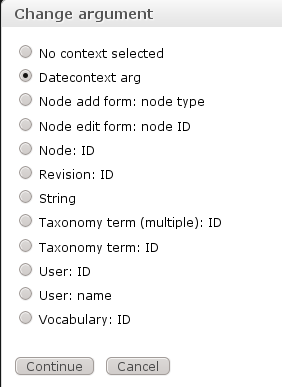 Change argument
No context selected
Datecontext arg
Node add form: node type
Node edit form: node ID
Node: ID
Revision: ID
String
Taxonomy term (multiple): ID
Taxonomy term: ID
User: ID
User: name
Vocabulary: ID
Continue Cancel